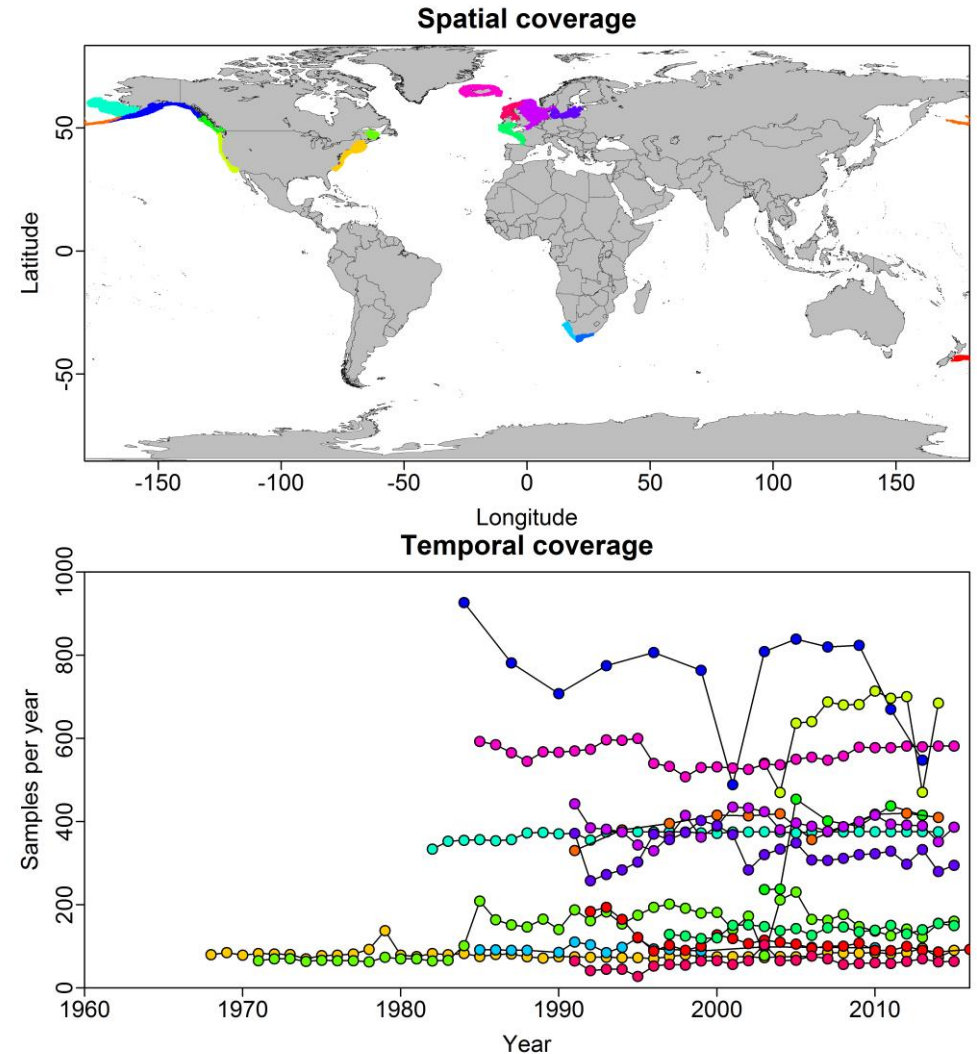 Spatial coverage
Latitude
50
0
-50
-150 -100 -50 0 50 100 150
Longitude
Temporal coverage
Samples per year
1000
800
600
400
200
0
1960 1970 1980 1990 2000 2010
Year